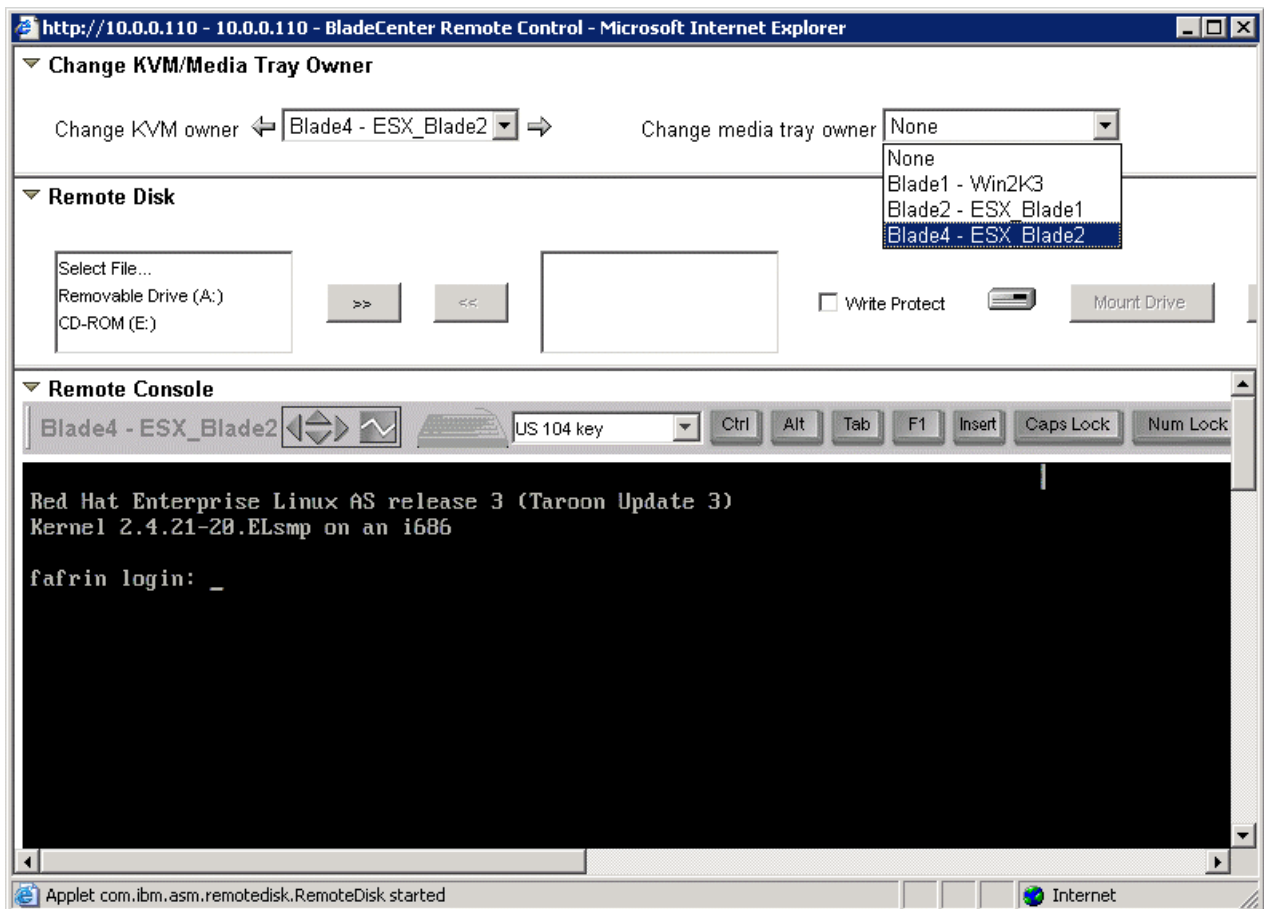 http://10.0.0.110 - 10.0.0.110 - BladeCenter Remote Control - Microsoft Internet Explorer
Change KVM/Media Tray Owner
Change KVM owner Blade4 - ESX_Blade2 Change media tray owner None
None
Blade1 - Win2K3
Blade2 - ESX_Blade1
Blade4 - ESX_Blade2
Remote Disk
Select File...
Removable Drive (A:)
CD-ROM (E:)
>> << Write Protect Mount Drive
Remote Console
Blade4 - ESX_Blade2 US 104 key Ctrl Alt Tab F1 Insert Caps Lock Num Lock
Red Hat Enterprise Linux AS release 3 (Taroon Update 3)
Kernel 2.4.21-20.ELsmp on an i686
fafrin login: _
Applet com.ibm.asm.remotedisk.RemoteDisk started Internet